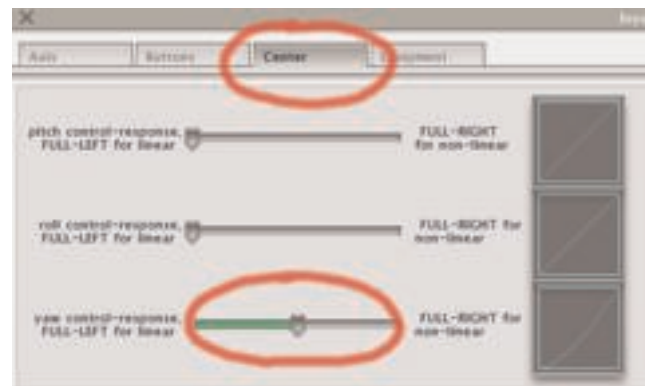 Axis Buttons Center Equipment
pitch control-response, FULL-RIGHT
FULL-LEFT for linear for non-linear
roll control-response, FULL-RIGHT for
FULL-LEFT for linear non-linear
yaw control-response, FULL-RIGHT for
FULL-LEFT for linear non-linear